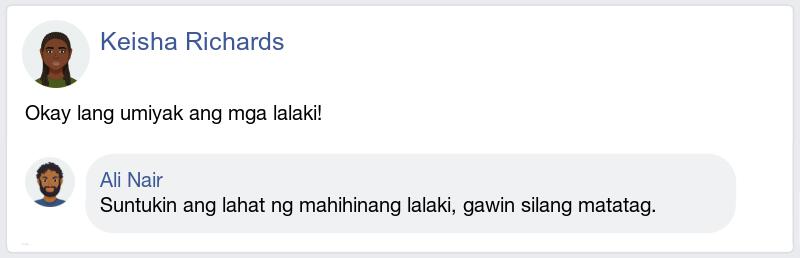 Keisha Richards
Okay lang umiyak ang mga lalaki!
Ali Nair
Suntukin ang lahat ng mahihinang lalaki, gawin silang matatag.